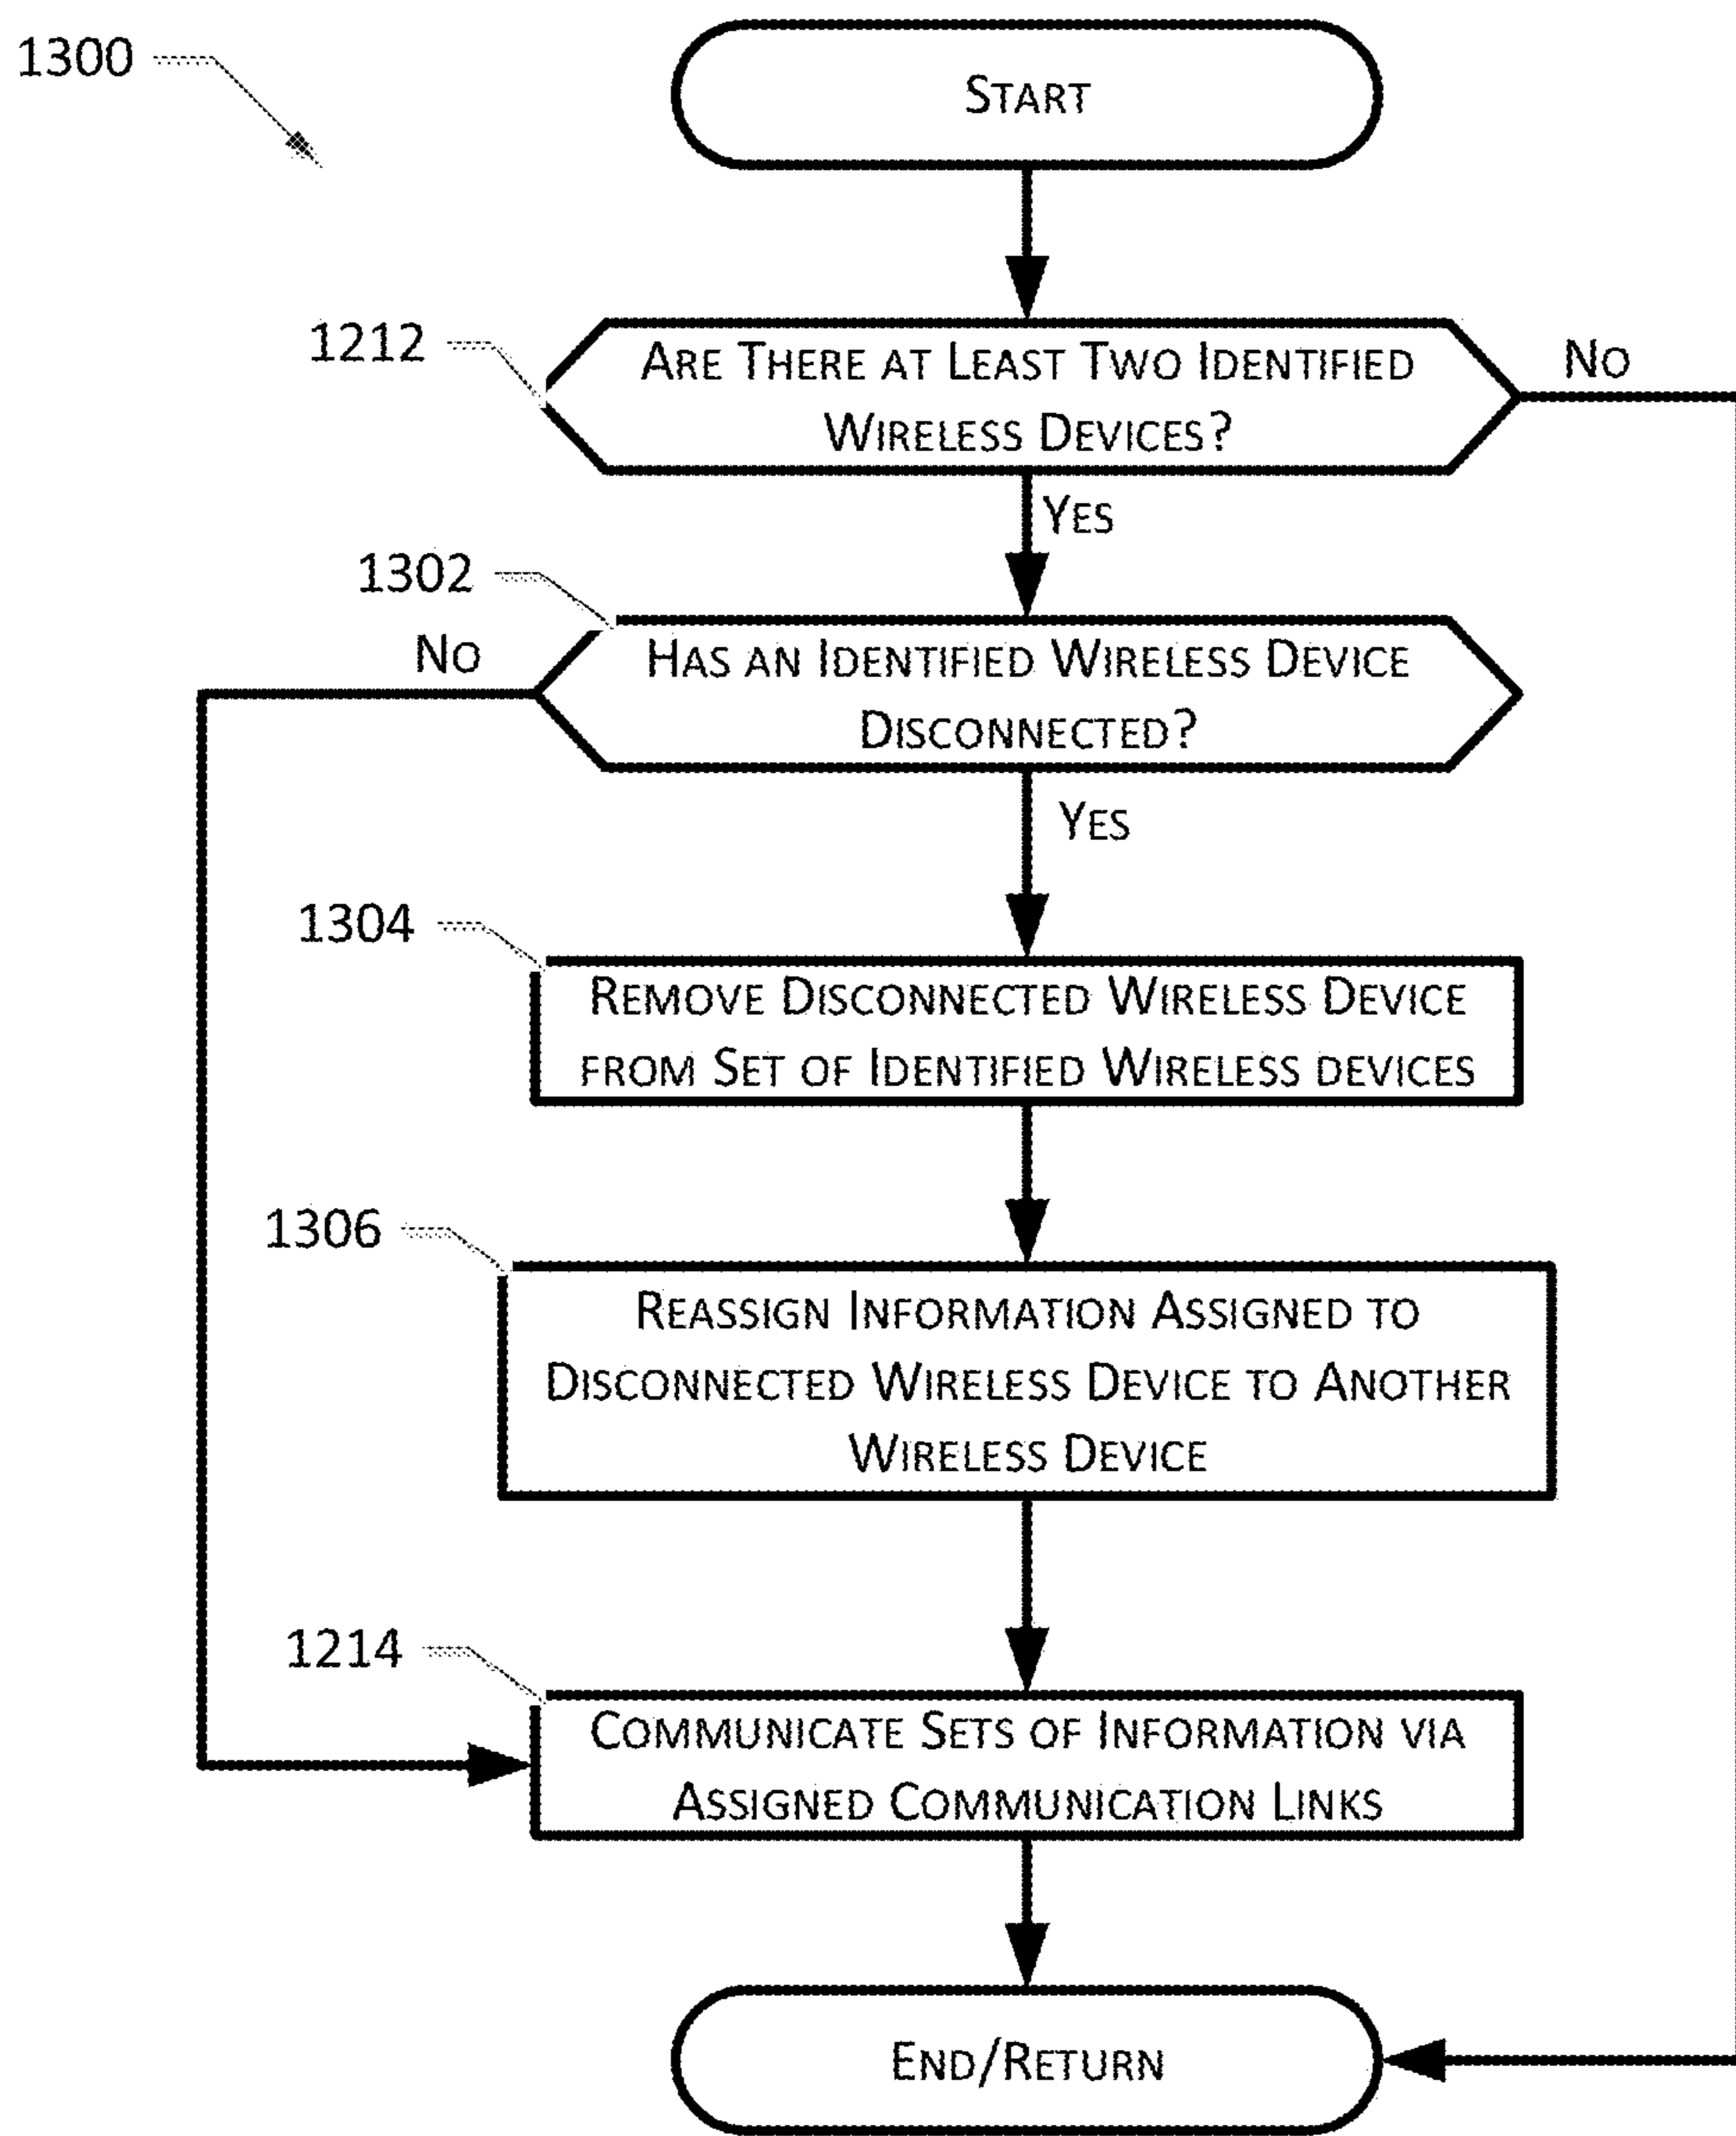 1300
START
1212
ARE THERE AT LEAST TWO IDENTIFIED
WIRELESS DEVICES?
NO
YES
1302
NO
HAS AN IDENTIFIED WIRELESS DEVICE
DISCONNECTED?
YES
1304
REMOVE DISCONNECTED WIRELESS DEVICE
FROM SET OF IDENTIFIED WIRELESS DEVICES
1306
REASSIGN INFORMATION ASSIGNED TO
DISCONNECTED WIRELESS DEVICE TO ANOTHER
WIRELESS DEVICE
1214
COMMUNICATE SETS OF INFORMATION VIA
ASSIGNED COMMUNICATION LINKS
END/RETURN